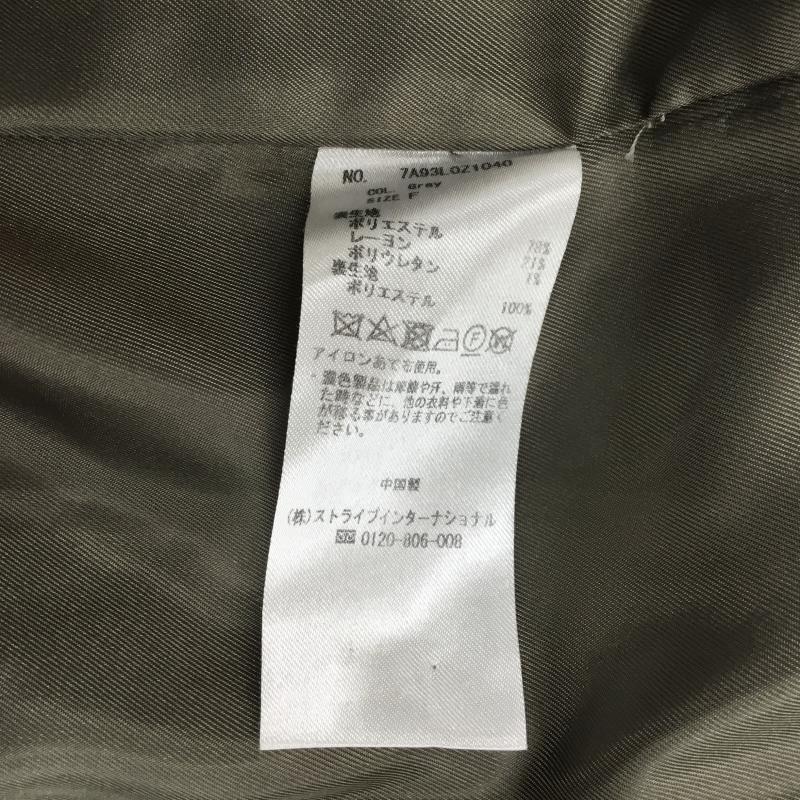 NO. 7A93L0Z1040
COL. Gray
SIZE F
表生地
ポリエステル 78%
レーヨン 21%
ポリウレタン 1%
裏生地
ポリエステル 100%
アイロンあて布使用。
・濃色製品は摩擦や汗、雨等で濡れ
た時などに、他の衣料や下着に色
が移る事がありますのでご注意く
ださい。
中国製
(株)ストライプインターナショナル
0120-806-008